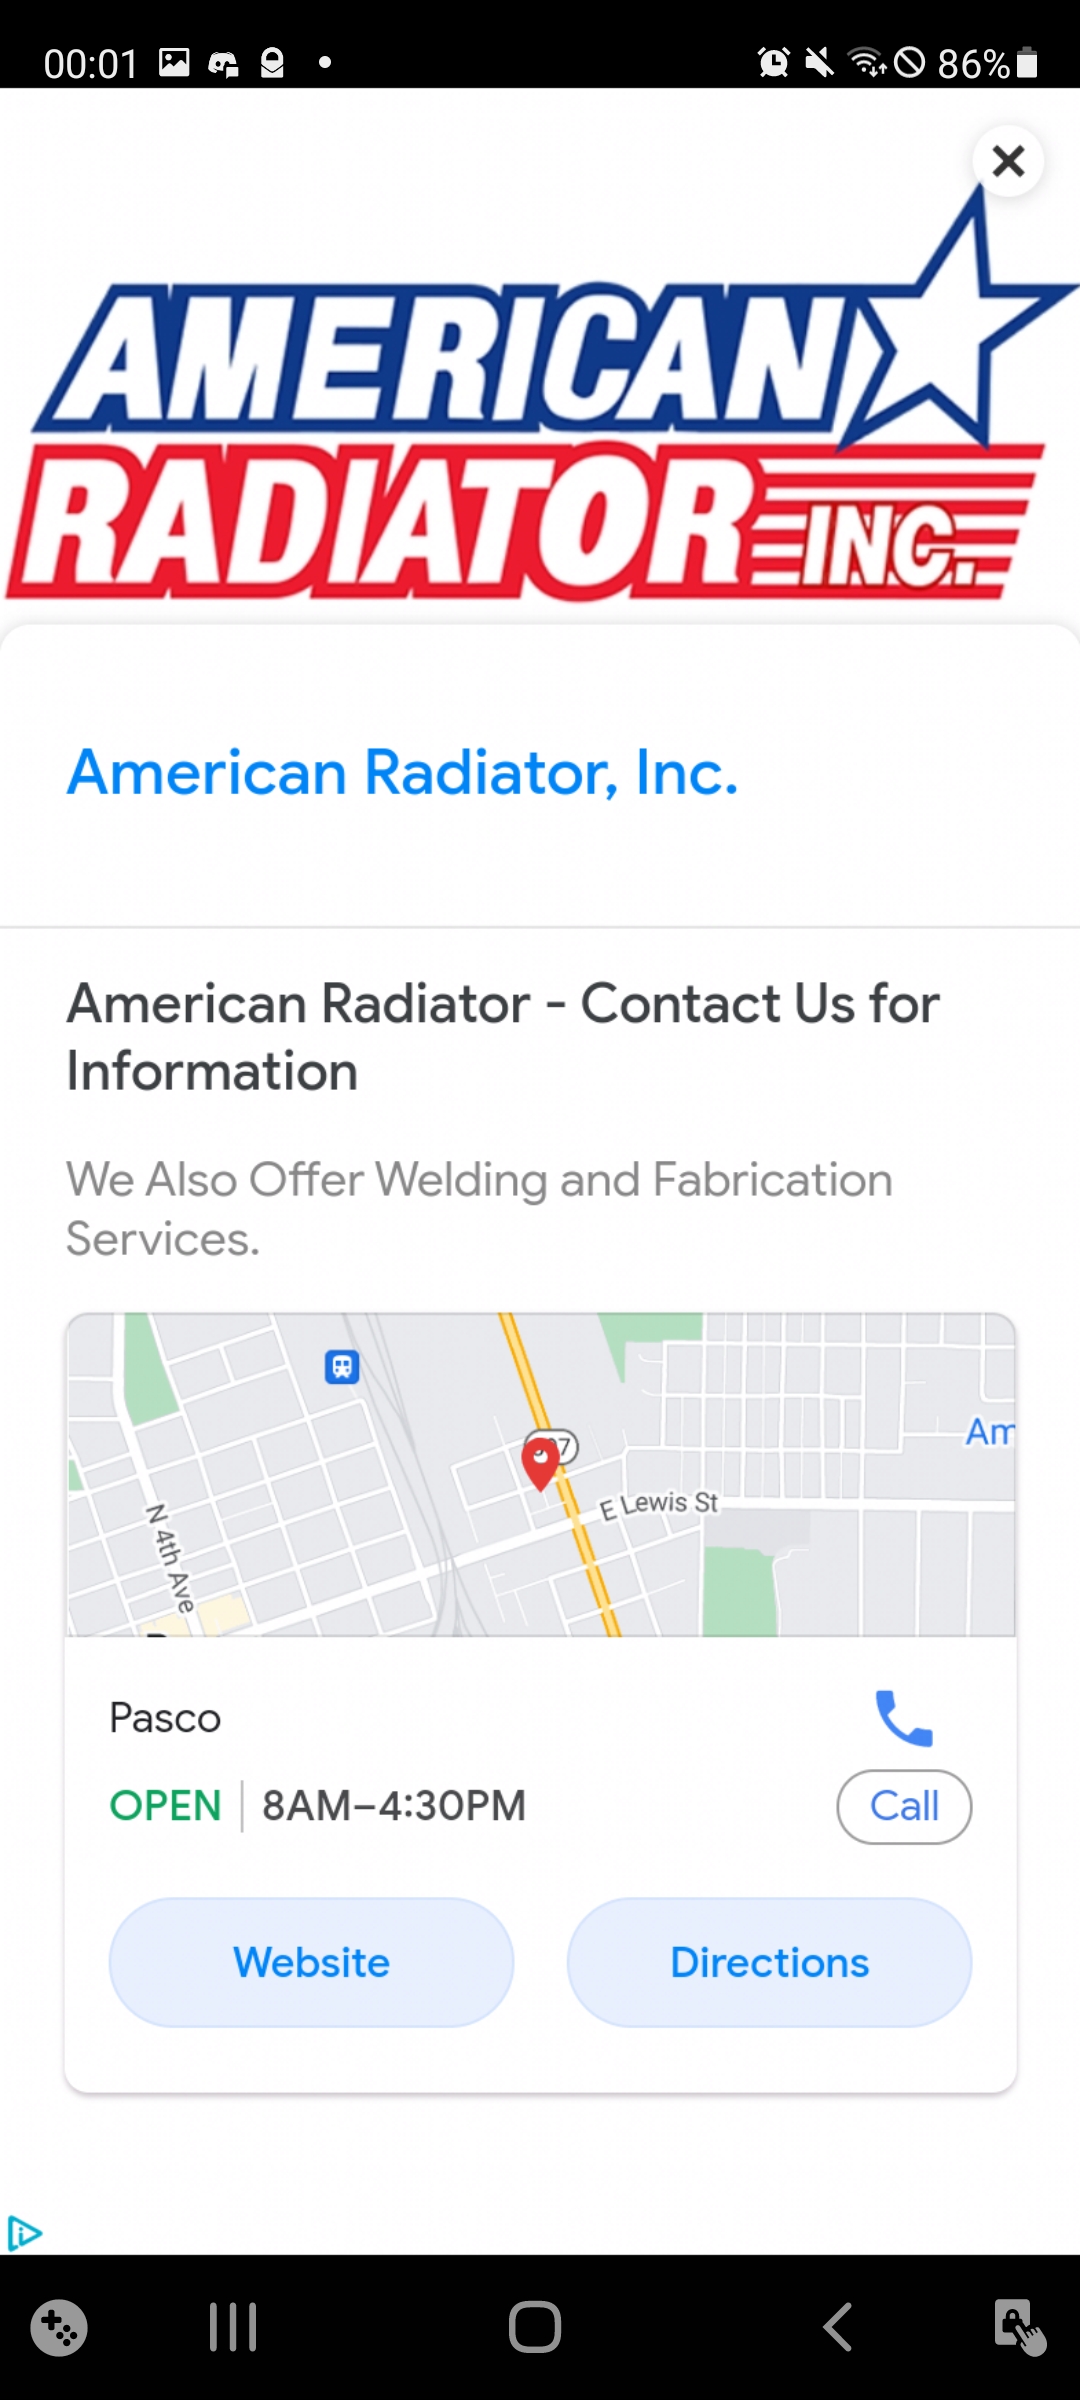 00:01
86%
AMERICAN
RADIATOR INC.
American Radiator, Inc.
American Radiator - Contact Us for
Information
We Also Offer Welding and Fabrication
Services.
Am
E Lewis St
N 4th Ave
Pasco
OPEN
8AM–4:30PM
Call
Website
Directions